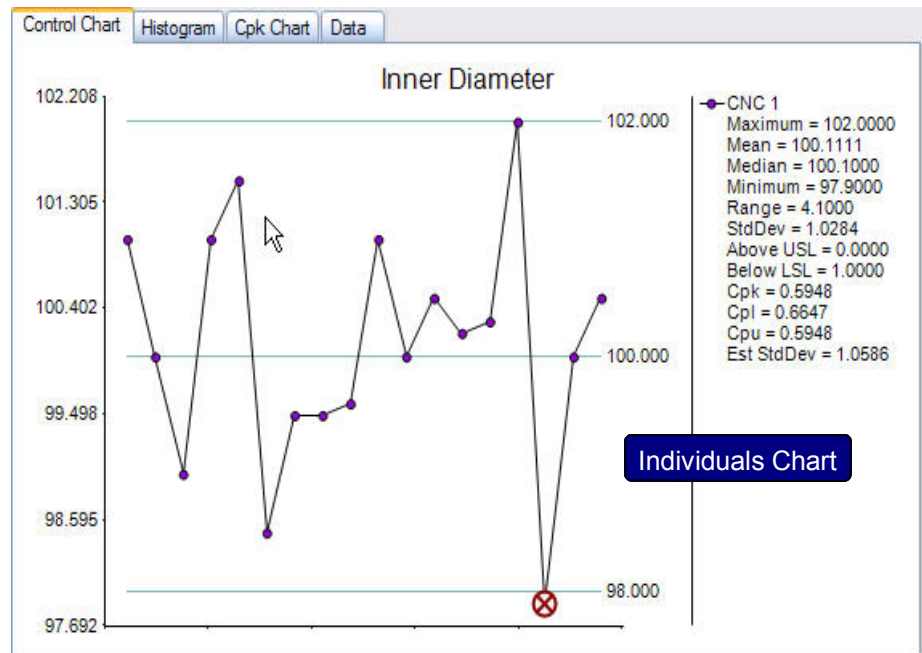 Control Chart Histogram Cpk Chart Data
Inner Diameter
102.208
101.305
100.402
99.498
98.595
97.692
102.000
100.000
98.000
CNC 1
Maximum = 102.0000
Mean = 100.1111
Median = 100.1000
Minimum = 97.9000
Range = 4.1000
StdDev = 1.0284
Above USL = 0.0000
Below LSL = 1.0000
Cpk = 0.5948
Cpl = 0.6647
Cpu = 0.5948
Est StdDev = 1.0586
Individuals Chart